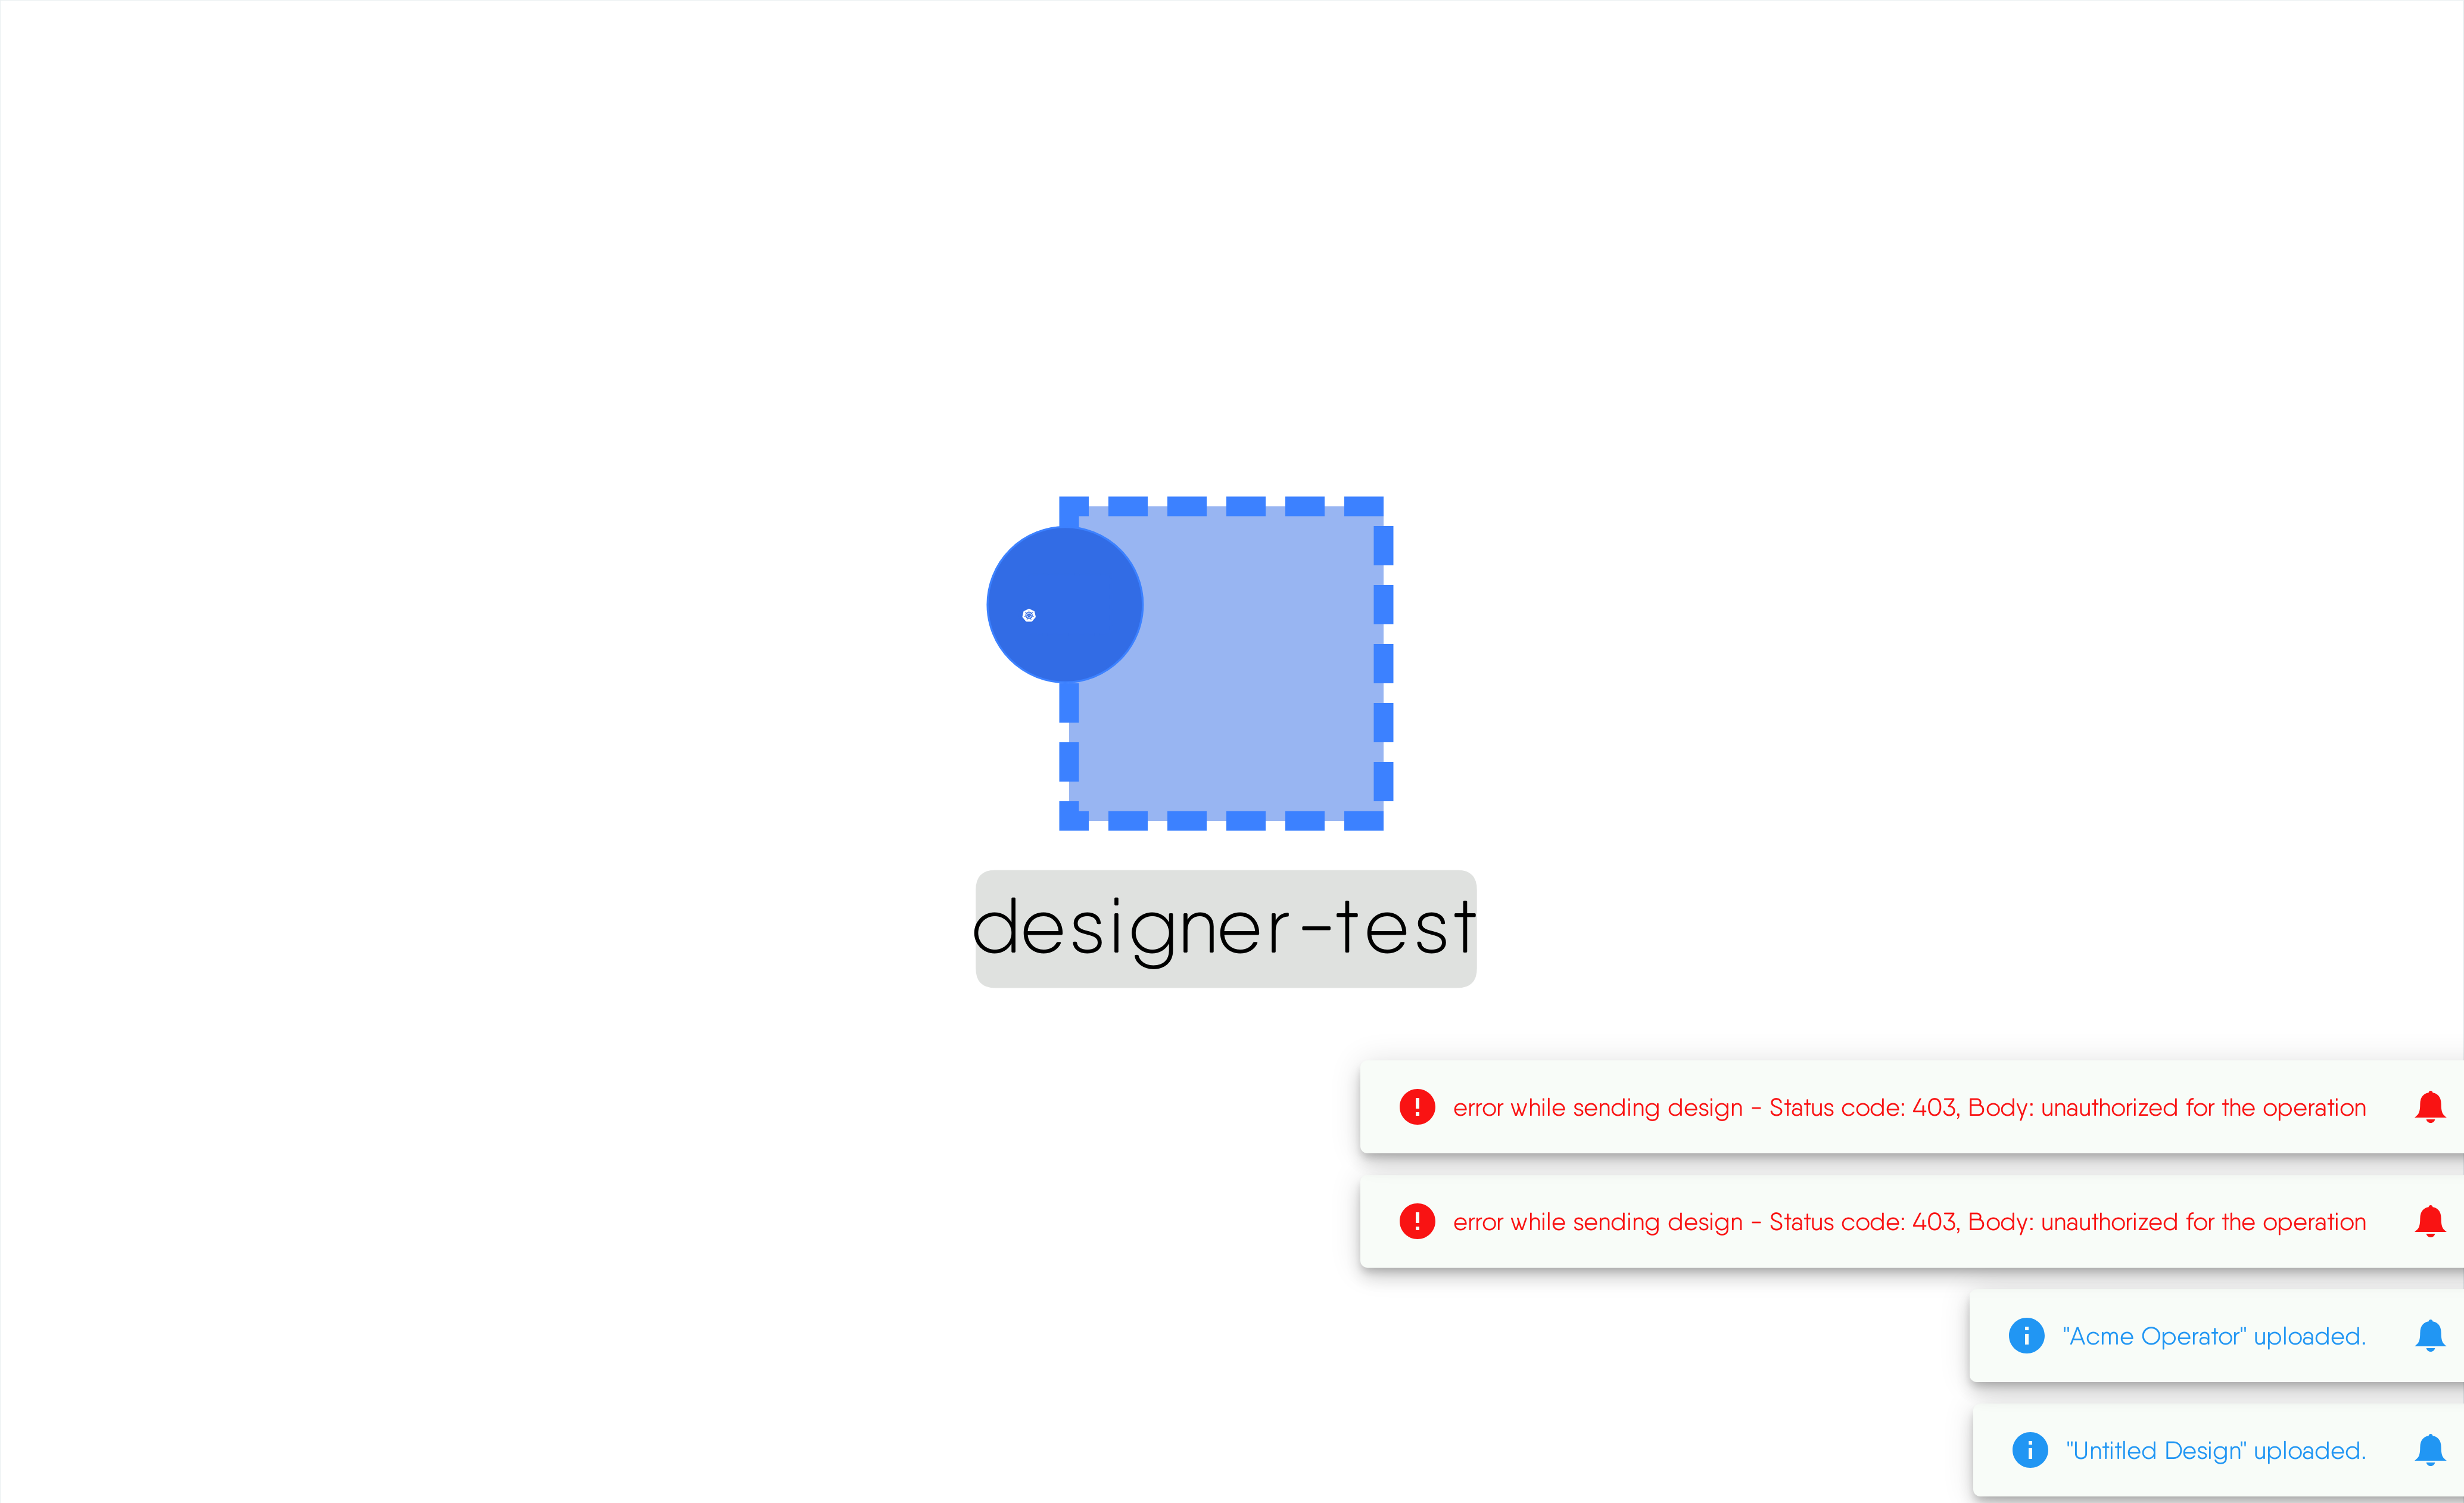 designer-test
error while sending design - Status code: 403, Body: unauthorized for the operation
error while sending design - Status code: 403, Body: unauthorized for the operation
"Acme Operator" uploaded.
"Untitled Design" uploaded.